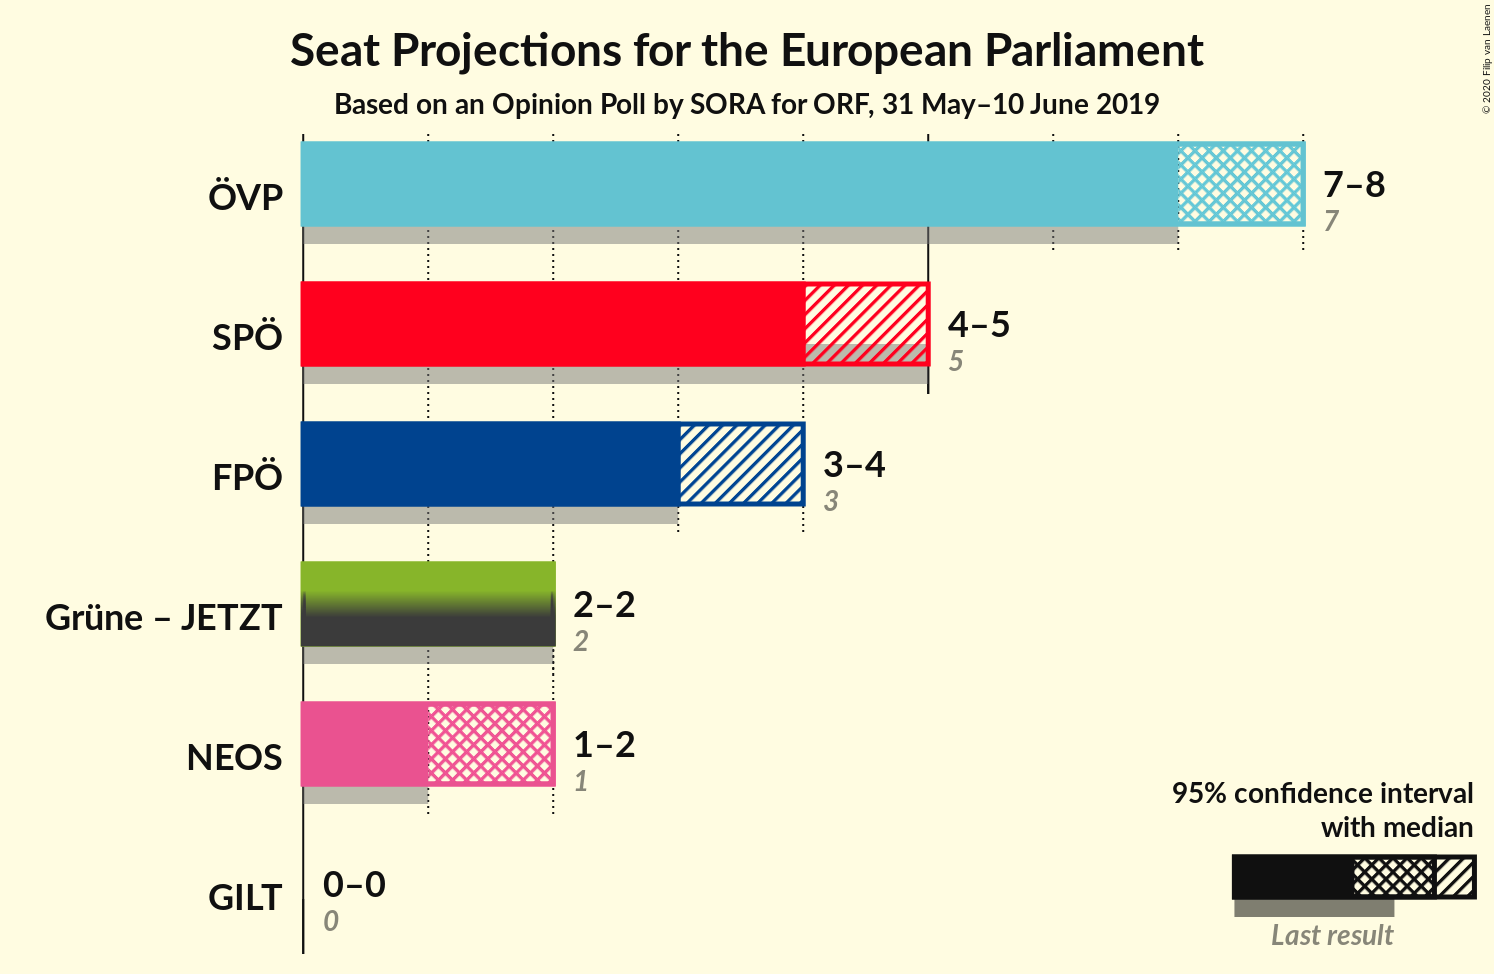 Seat Projections for the European Parliament
Based on an Opinion Poll by SORA for ORF, 31 May–10 June 2019
© 2020 Filip van Laenen
ÖVP
7–8
7
SPÖ
4–5
5
FPÖ
3–4
3
Grüne – JETZT
2–2
2
NEOS
1–2
1
GILT
0–0
0
95% confidence interval
with median
Last result